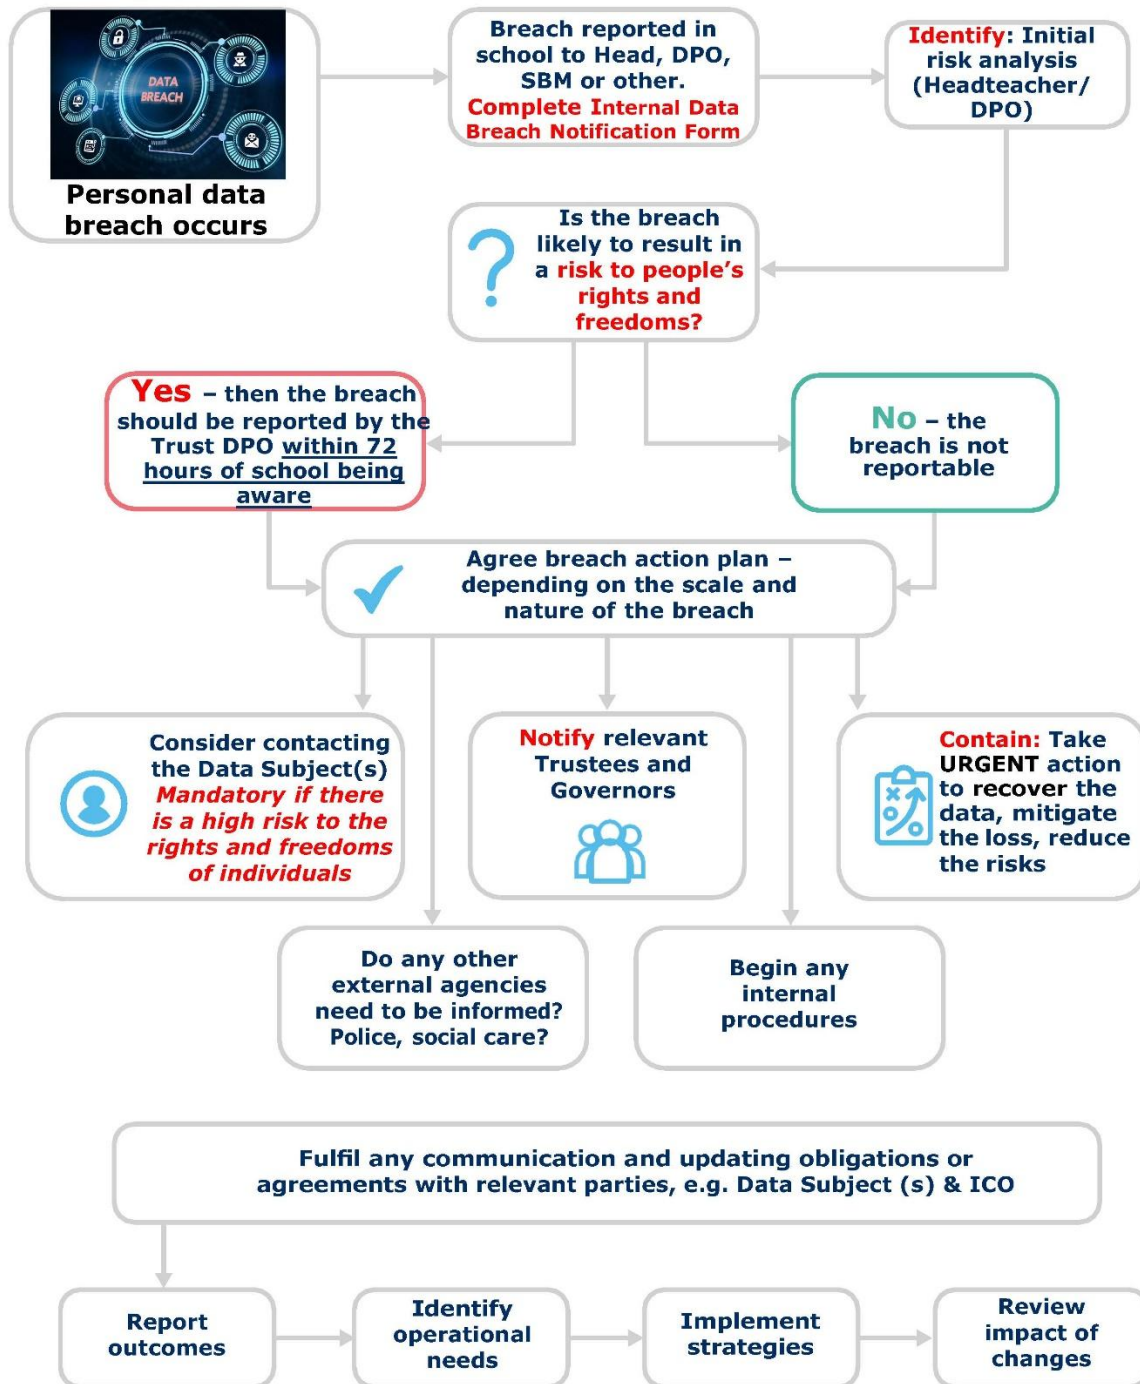 DATA
BREACH
Personal data
breach occurs
Breach reported in
school to Head, DPO,
SBM or other.
Complete Internal Data
Breach Notification Form
Identify: Initial
risk analysis
(Headteacher/
DPO)
Is the breach
likely to result in
a risk to people’s
rights and
freedoms?
Yes – then the breach
should be reported by the
Trust DPO within 72
hours of school being
aware
No – the
breach is not
reportable
Agree breach action plan –
depending on the scale and
nature of the breach
Consider contacting
the Data Subject(s)
Mandatory if there
is a high risk to the
rights and freedoms
of individuals
Notify relevant
Trustees and
Governors
Contain: Take
URGENT action
to recover the
data, mitigate
the loss, reduce
the risks
Do any other
external agencies
need to be informed?
Police, social care?
Begin any
internal
procedures
Fulfil any communication and updating obligations or
agreements with relevant parties, e.g. Data Subject (s) & ICO
Report
outcomes
Identify
operational
needs
Implement
strategies
Review
impact of
changes